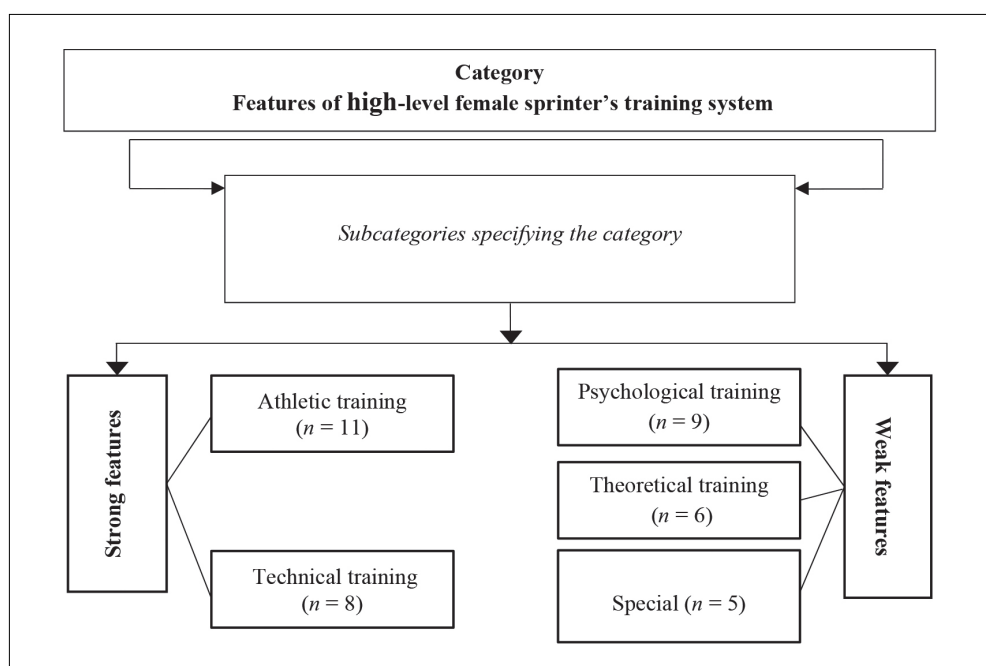 Category
Features of high-level female sprinter’s training system
Subcategories specifying the category
Strong features
Athletic training
(n = 11)
Technical training
(n = 8)
Psychological training
(n = 9)
Theoretical training
(n = 6)
Special (n = 5)
Weak features